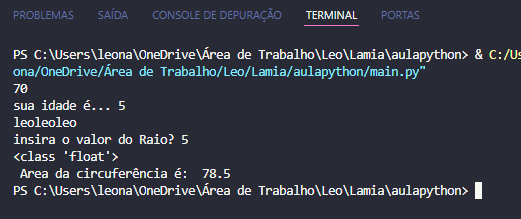 PROBLEMAS SAÍDA CONSOLE DE DEPURAÇÃO TERMINAL PORTAS
PS C:\Users\leona\OneDrive\Área de Trabalho\Leo\Lamia\aulapython> & C:/Us
ona/OneDrive/Área de Trabalho/Leo/Lamia/aulapython/main.py"
70
sua idade é... 5
leoleoleo
insira o valor do Raio? 5
<class 'float'>
Area da circuferência é: 78.5
PS C:\Users\leona\OneDrive\Área de Trabalho\Leo\Lamia\aulapython>